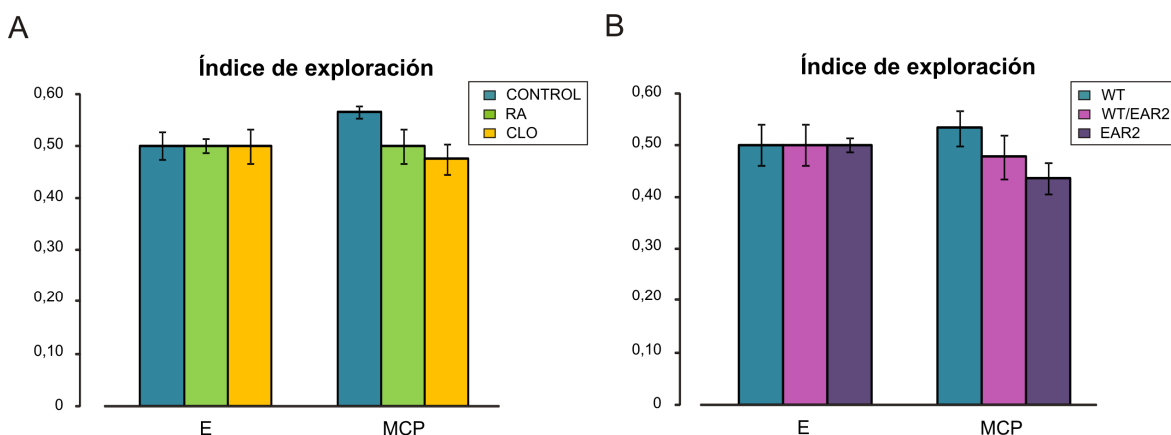 A
Índice de exploración
0,60
0,50
0,40
0,30
0,20
0,10
0
CONTROL
RA
CLO
E
MCP
B
Índice de exploración
0,60
0,50
0,40
0,30
0,20
0,10
0
WT
WT/EAR2
EAR2
E
MCP